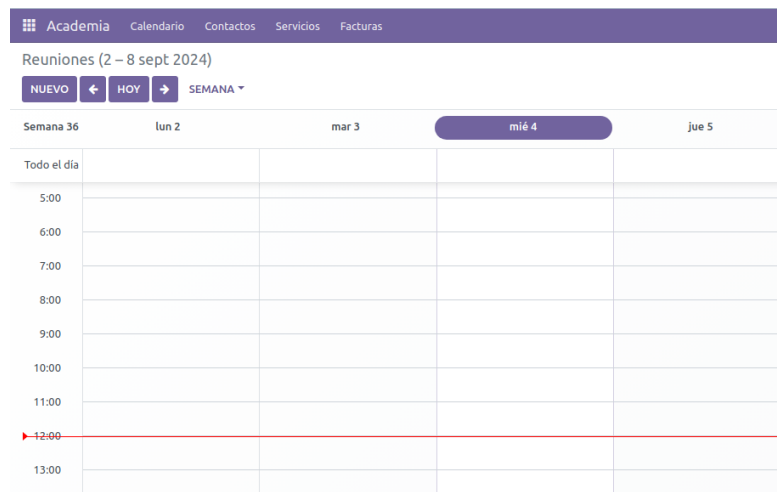 Academia Calendario Contactos Servicios Facturas
Reuniones (2 – 8 sept 2024)
NUEVO HOY SEMANA
Semana 36 lun 2 mar 3 mié 4 jue 5
Todo el día
5:00
6:00
7:00
8:00
9:00
10:00
11:00
12:00
13:00